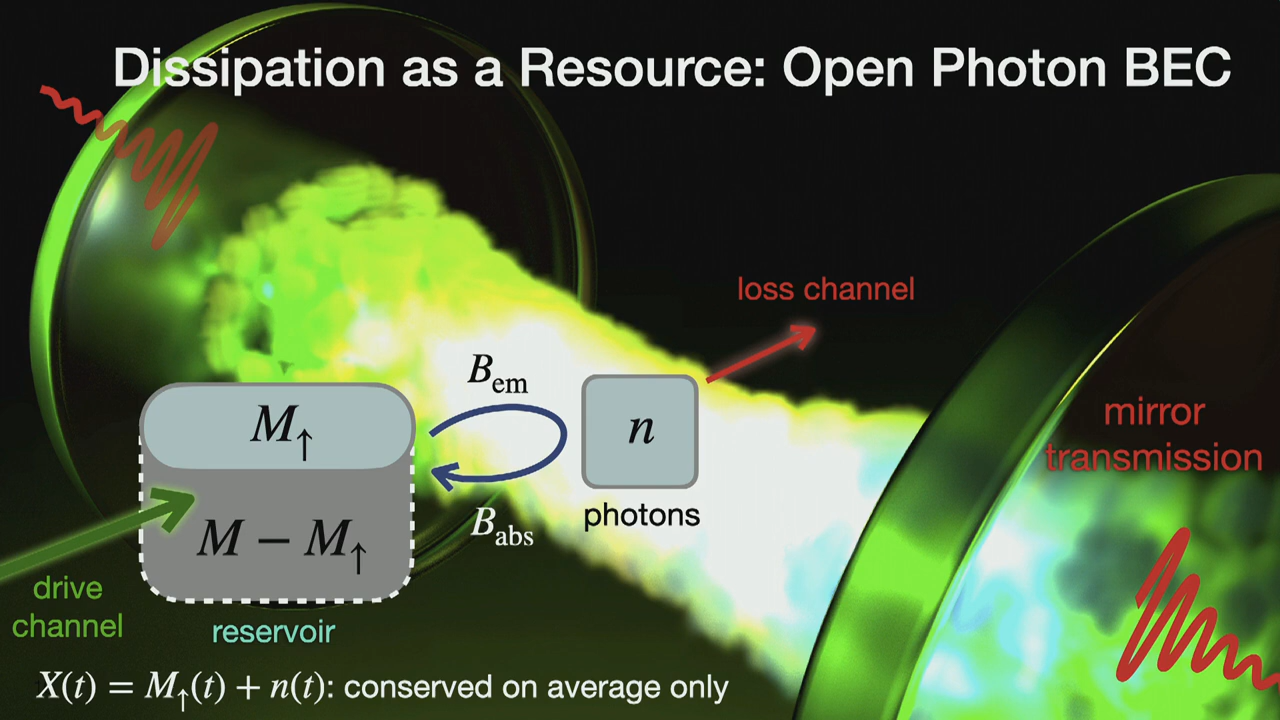 Dissipation as a Resource: Open Photon BEC
loss channel
B_em
M↑
n
mirror
transmission
M − M↑
B_abs
photons
drive
channel
reservoir
X(t) = M↑(t) + n(t): conserved on average only